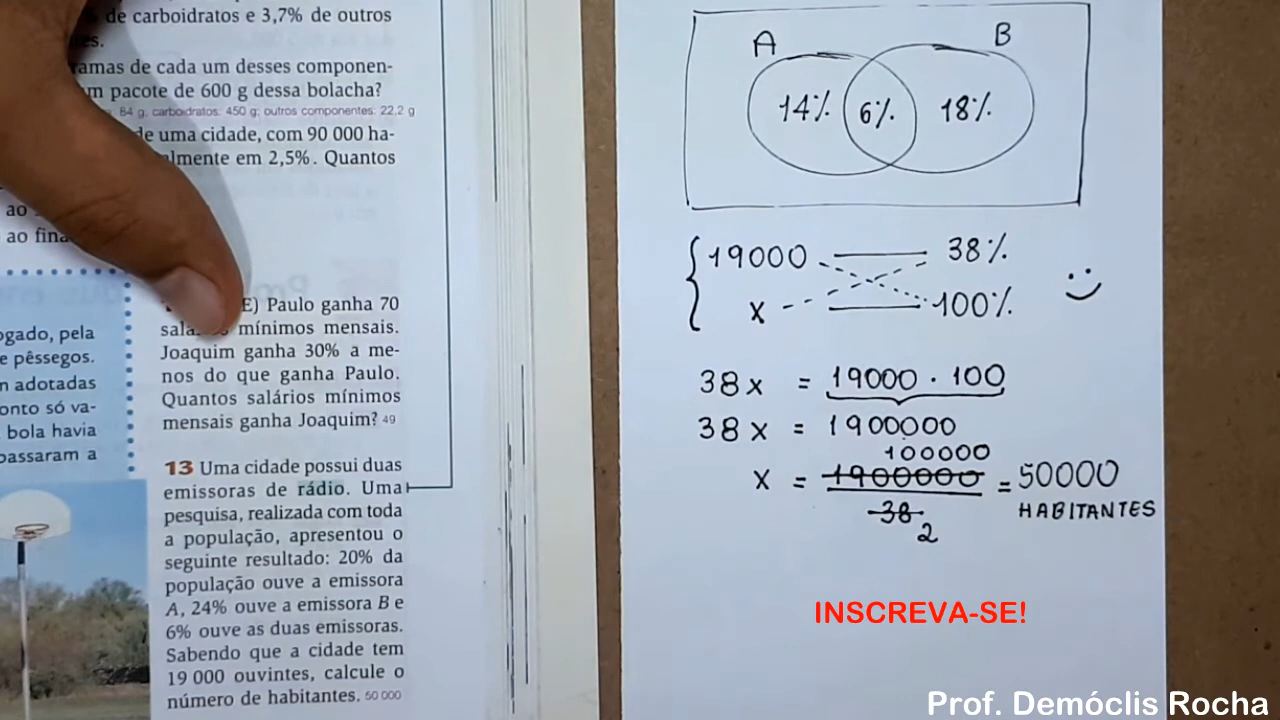 de carboidratos e 3,7% de outros
es.
ramas de cada um desses componen-
m pacote de 600 g dessa bolacha?
84 g; carboidratos: 450 g; outros componentes: 22,2 g
de uma cidade, com 90 000 ha-
almente em 2,5%. Quantos
ao
ao fina
E) Paulo ganha 70
mínimos mensais.
Joaquim ganha 30% a me-
nos do que ganha Paulo.
Quantos salários mínimos
mensais ganha Joaquim? 49
ogado, pela
e pêssegos.
m adotadas
onto só va-
bola havia
passaram a
13 Uma cidade possui duas
emissoras de rádio. Uma
pesquisa, realizada com toda
a população, apresentou o
seguinte resultado: 20% da
população ouve a emissora
A, 24% ouve a emissora B e
6% ouve as duas emissoras.
Sabendo que a cidade tem
19 000 ouvintes, calcule o
número de habitantes. 50 000
A B
14% 6% 18%
19000 38%
x 100%
38x = 19000 . 100
38x = 1900000
100000
x = 1900000 = 50000
38 HABITANTES
2
INSCREVA-SE!
Prof. Demóclis Rocha